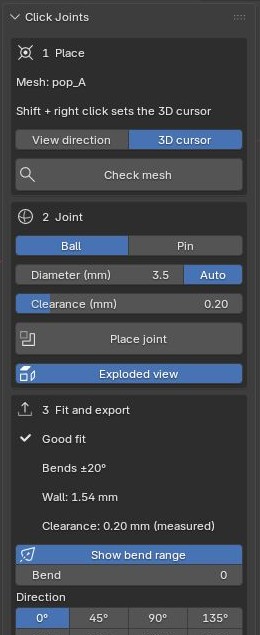 Click Joints
1 Place
Mesh: pop_A
Shift + right click sets the 3D cursor
View direction 3D cursor
Check mesh
2 Joint
Ball Pin
Diameter (mm) 3.5 Auto
Clearance (mm) 0.20
Place joint
Exploded view
3 Fit and export
Good fit
Bends ±20°
Wall: 1.54 mm
Clearance: 0.20 mm (measured)
Show bend range
Bend 0
Direction
0° 45° 90° 135°